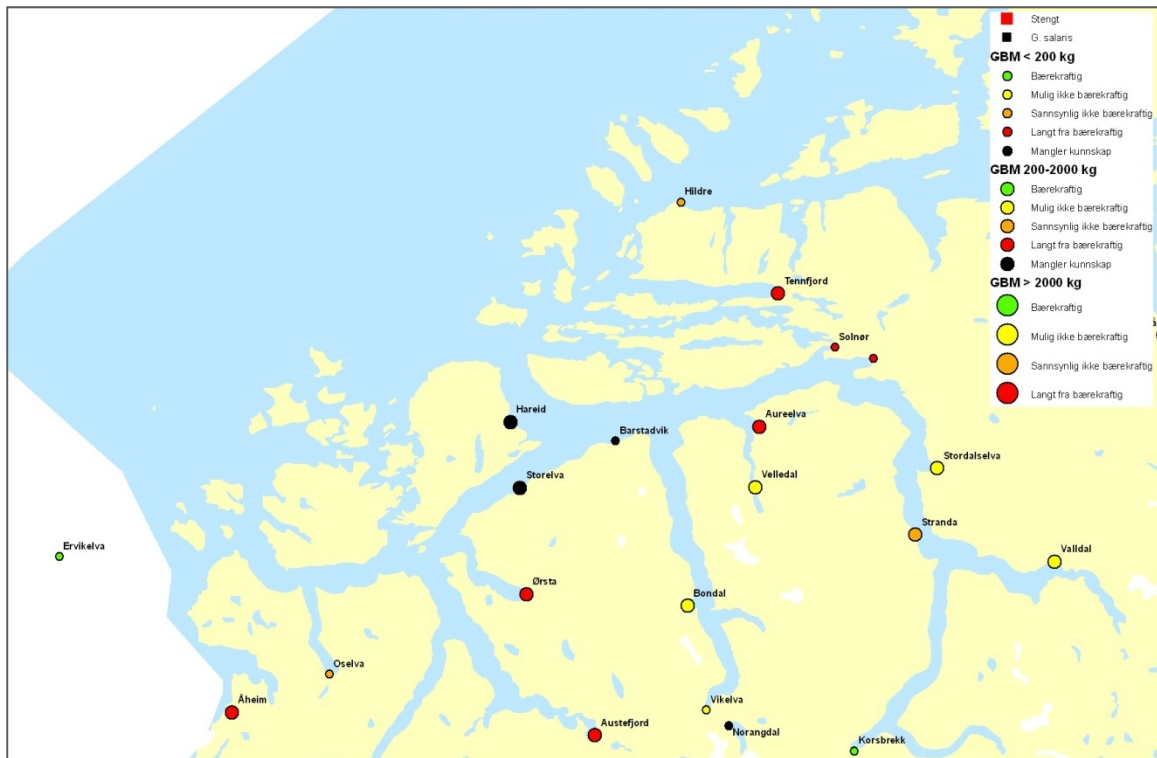 Stengt
G. salaris
GBM < 200 kg
Bærekraftig
Mulig ikke bærekraftig
Sannsynlig ikke bærekraftig
Langt fra bærekraftig
Mangler kunnskap
GBM 200-2000 kg
Bærekraftig
Mulig ikke bærekraftig
Sannsynlig ikke bærekraftig
Langt fra bærekraftig
Mangler kunnskap
GBM > 2000 kg
Bærekraftig
Mulig ikke bærekraftig
Sannsynlig ikke bærekraftig
Langt fra bærekraftig
Hildre
Tennfjord
Solnør
Hareid
Aureelva
Barstadvik
Stordalselva
Storelva
Velledal
Stranda
Ervikelva
Valldal
Ørsta
Bondal
Oselva
Åheim
Vikelva
Austefjord
Norangdal
Korsbrekk